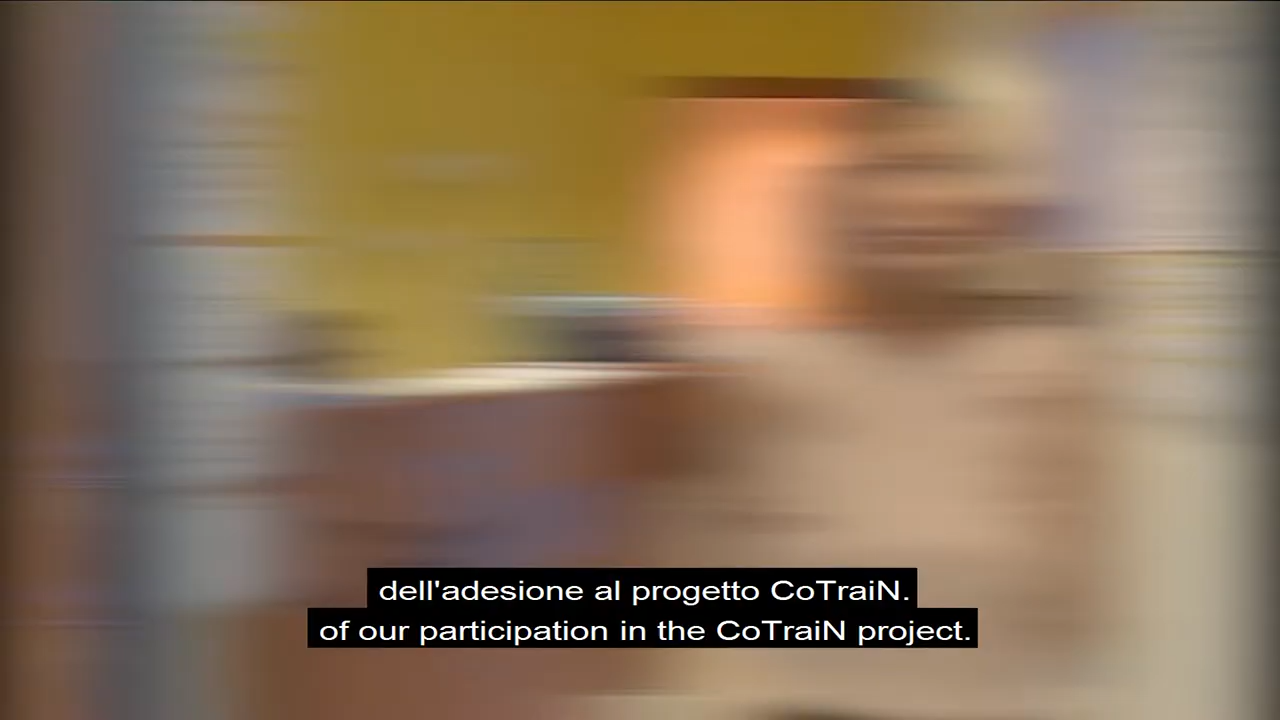 dell'adesione al progetto CoTraiN.
of our participation in the CoTraiN project.